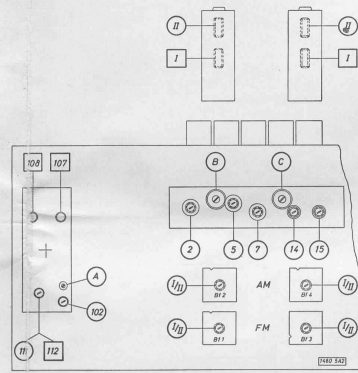 II II
I I
108 107
B C
2 5 7 14 15
A
102
111 112
I/II Bf 2 AM Bf 4 I/II
I/II Bf 1 FM Bf 3 I/II
7480 5A2